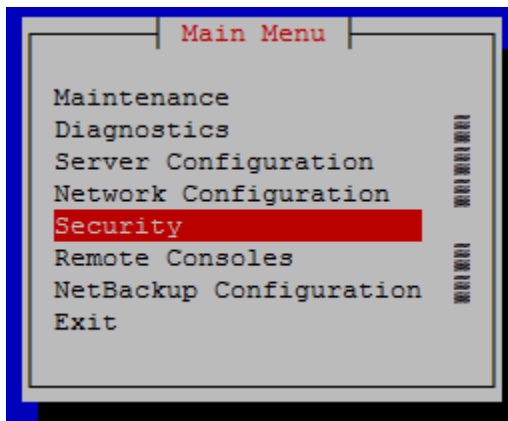 Main Menu
Maintenance
Diagnostics
Server Configuration
Network Configuration
Security
Remote Consoles
NetBackup Configuration
Exit